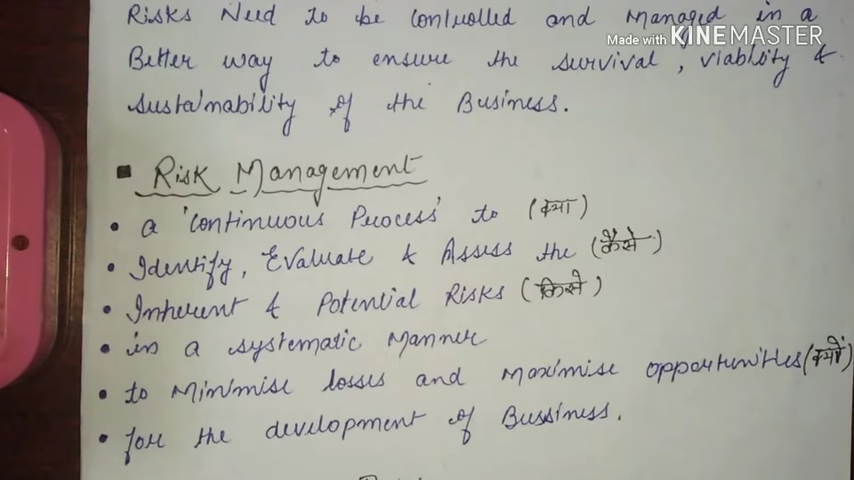 Risks Need to be Controlled and Managed in a
Made with KINEMASTER
Better way to ensure the survival, viablity &
sustainability of the Business.
Risk Management
• a 'continuous Process' to (क्या)
• Identify, Evaluate & Assess the (कैसे)
• Inherent & Potential Risks (किसे)
• in a systematic Manner
• to Minimise losses and Maximise opportunities (क्यों)
• for the development of Bussiness.